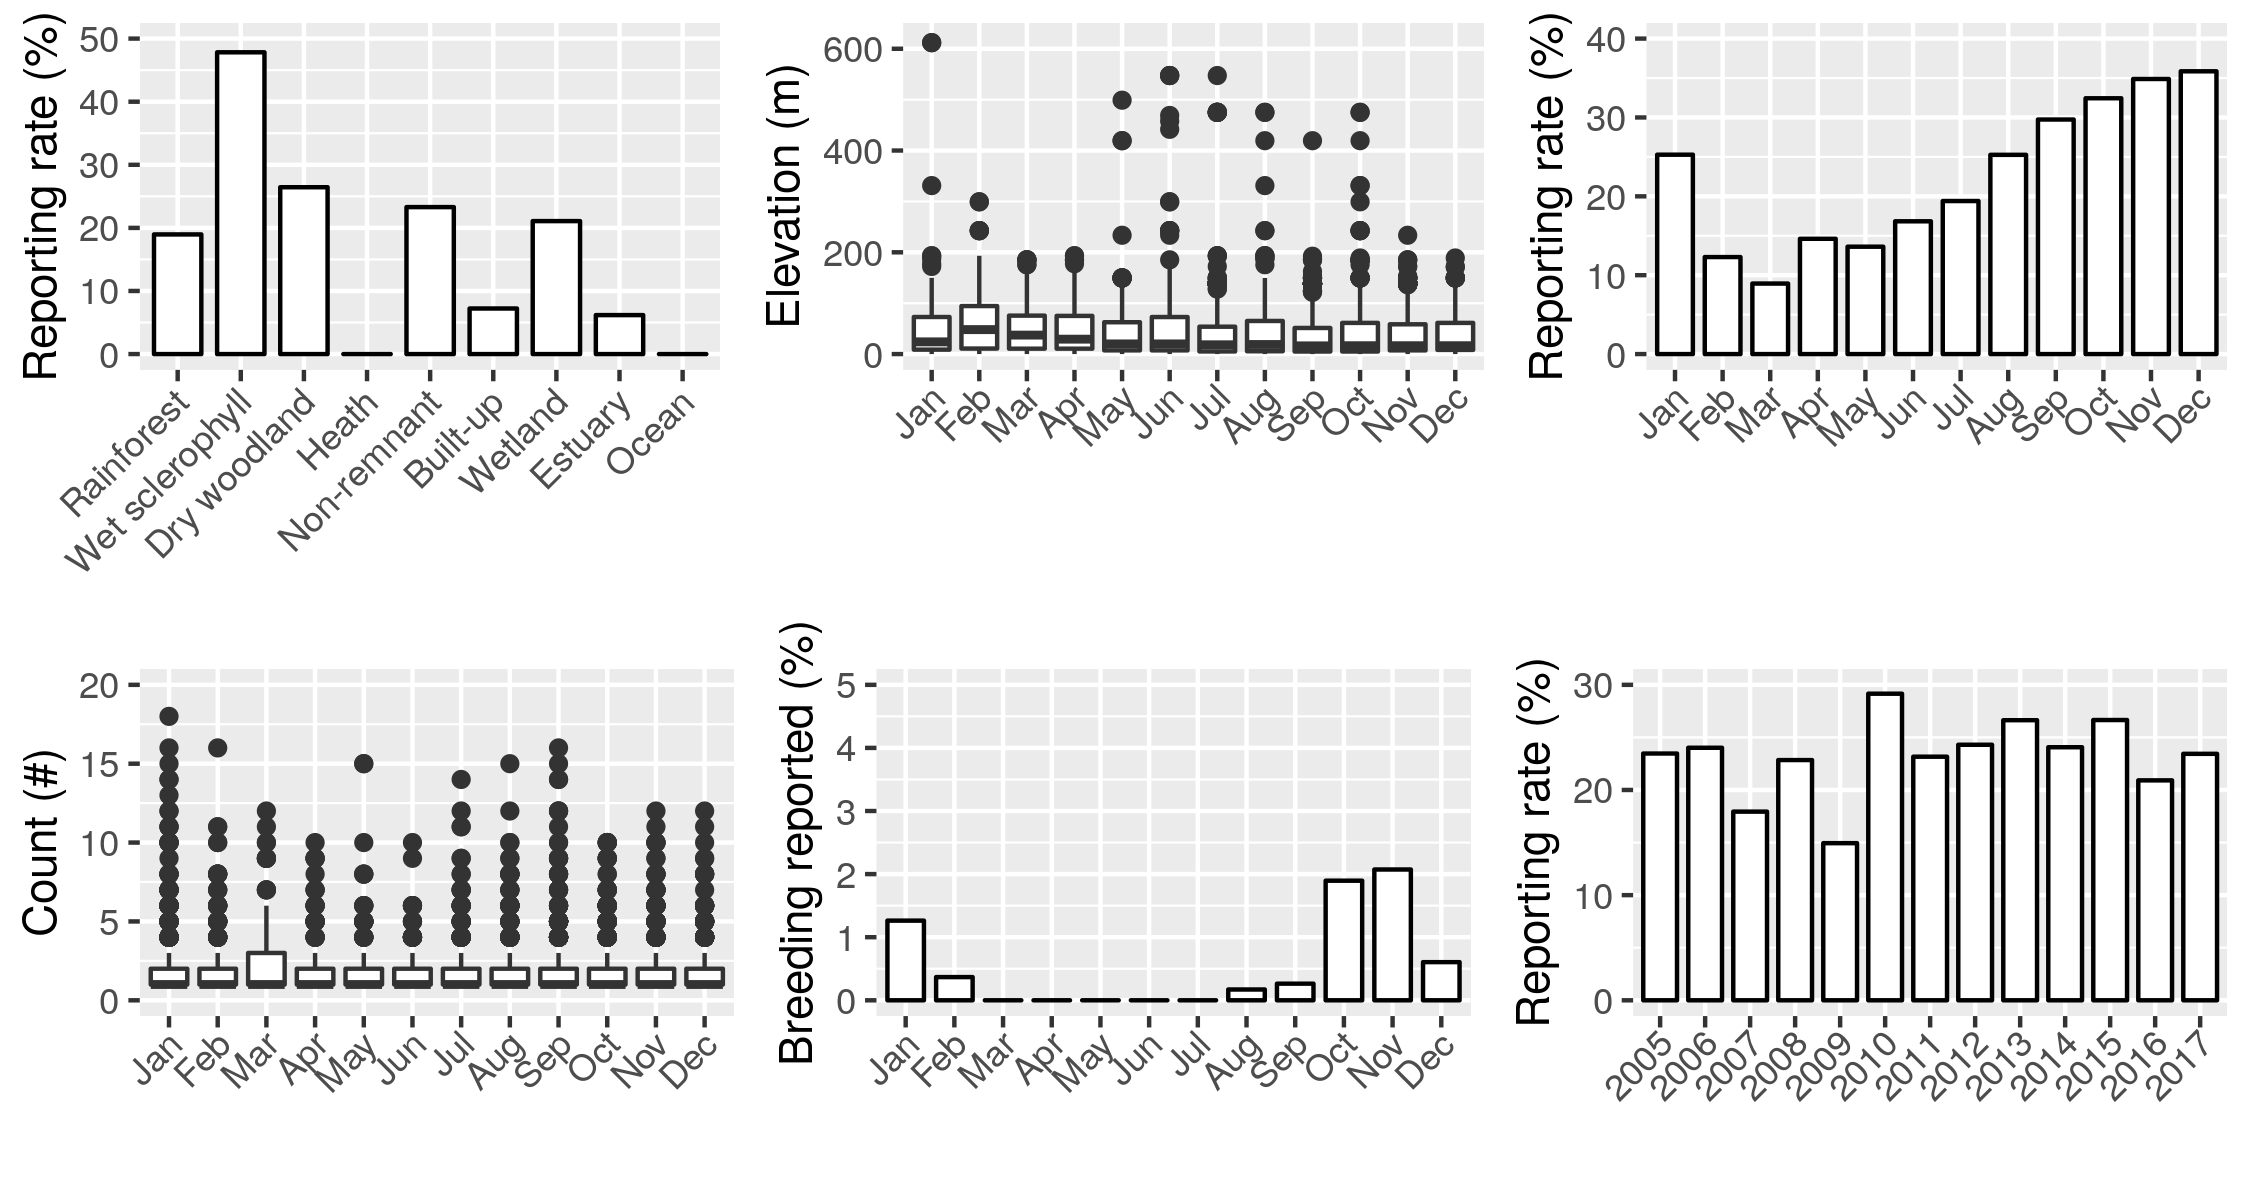 Reporting rate (%)
50
40
30
20
10
0
Rainforest
Wet sclerophyll
Dry woodland
Heath
Non-remnant
Built-up
Wetland
Estuary
Ocean
Elevation (m)
600
400
200
0
Jan Feb Mar Apr May Jun Jul Aug Sep Oct Nov Dec
Reporting rate (%)
40
30
20
10
0
Jan Feb Mar Apr May Jun Jul Aug Sep Oct Nov Dec
Count (#)
20
15
10
5
0
Jan Feb Mar Apr May Jun Jul Aug Sep Oct Nov Dec
Breeding reported (%)
5
4
3
2
1
0
Jan Feb Mar Apr May Jun Jul Aug Sep Oct Nov Dec
Reporting rate (%)
30
20
10
0
2005 2006 2007 2008 2009 2010 2011 2012 2013 2014 2015 2016 2017